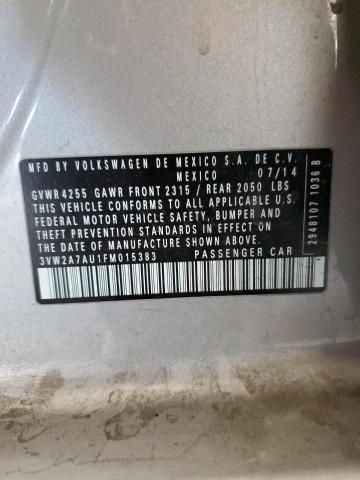 MFD BY VOLKSWAGEN DE MEXICO S.A. DE C.V.
MEXICO 07/14
GVWR 4255 GAWR FRONT 2315 / REAR 2050 LBS
THIS VEHICLE CONFORMS TO ALL APPLICABLE U.S.
FEDERAL MOTOR VEHICLE SAFETY, BUMPER AND
THEFT PREVENTION STANDARDS IN EFFECT ON
THE DATE OF MANUFACTURE SHOWN ABOVE.
3VW2A7AU1FM015383 PASSENGER CAR
2948107 1036 B